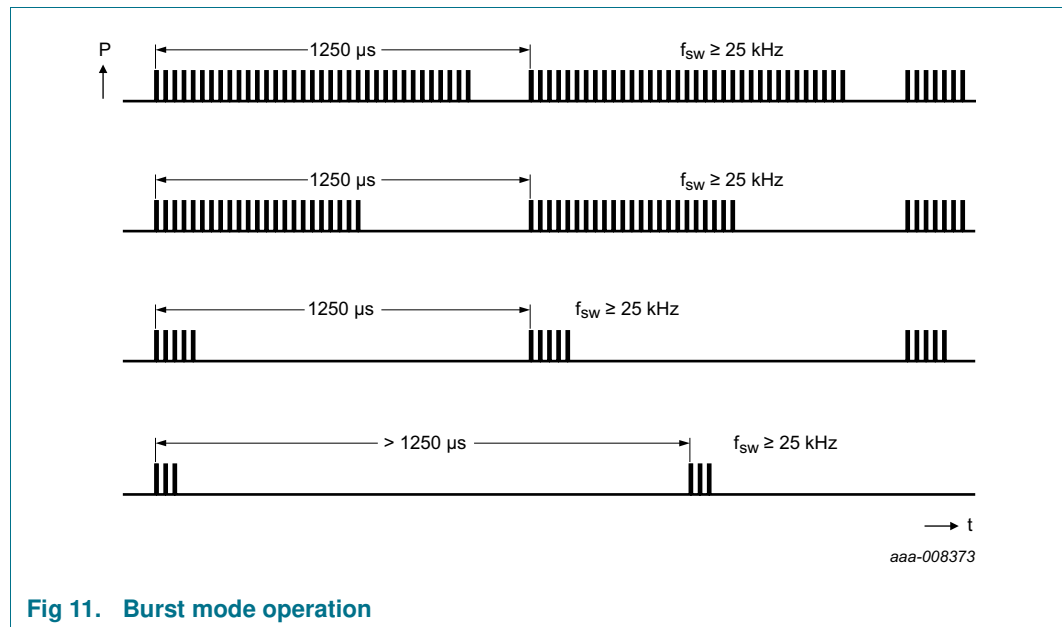 P
1250 µs
f_sw ≥ 25 kHz
1250 µs
f_sw ≥ 25 kHz
1250 µs
f_sw ≥ 25 kHz
> 1250 µs
f_sw ≥ 25 kHz
t
aaa-008373
Fig 11. Burst mode operation